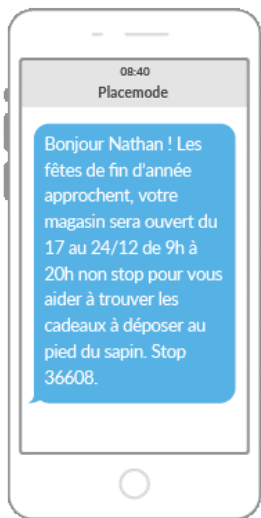 08:40
Placemode
Bonjour Nathan ! Les
fêtes de fin d'année
approchent, votre
magasin sera ouvert du
17 au 24/12 de 9h à
20h non stop pour vous
aider à trouver les
cadeaux à déposer au
pied du sapin. Stop
36608.